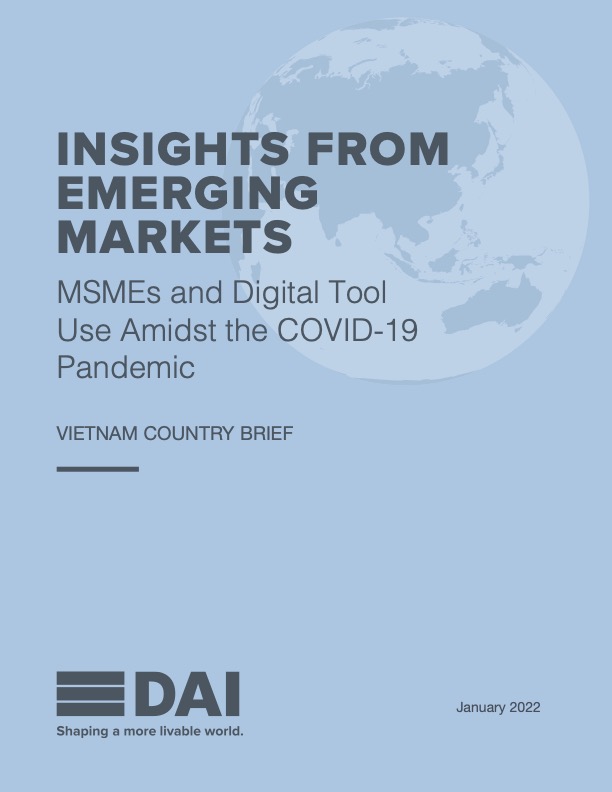 INSIGHTS FROM
EMERGING
MARKETS
MSMEs and Digital Tool
Use Amidst the COVID-19
Pandemic
VIETNAM COUNTRY BRIEF
DAI
Shaping a more livable world.
January 2022